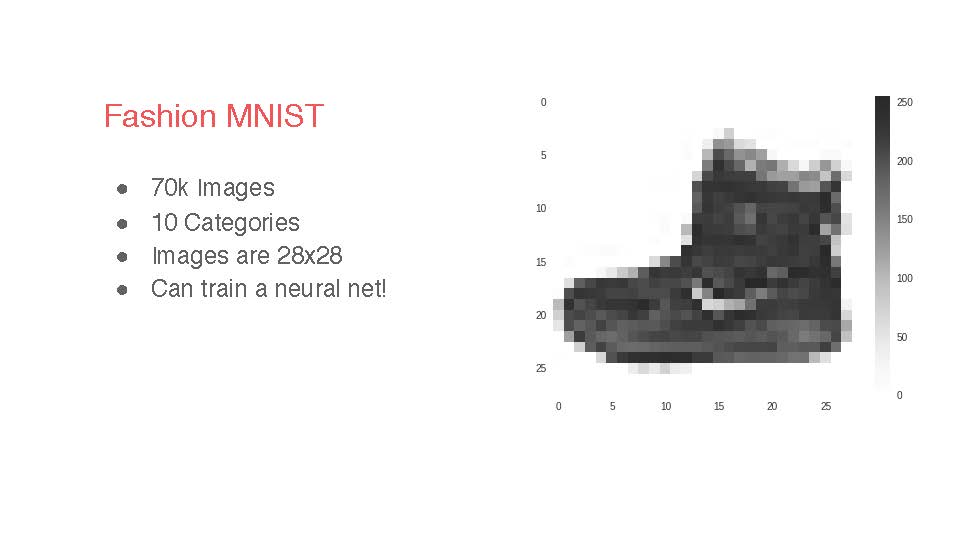 Fashion MNIST
● 70k Images
● 10 Categories
● Images are 28x28
● Can train a neural net!
0
5
10
15
20
25
0 5 10 15 20 25
250
200
150
100
50
0